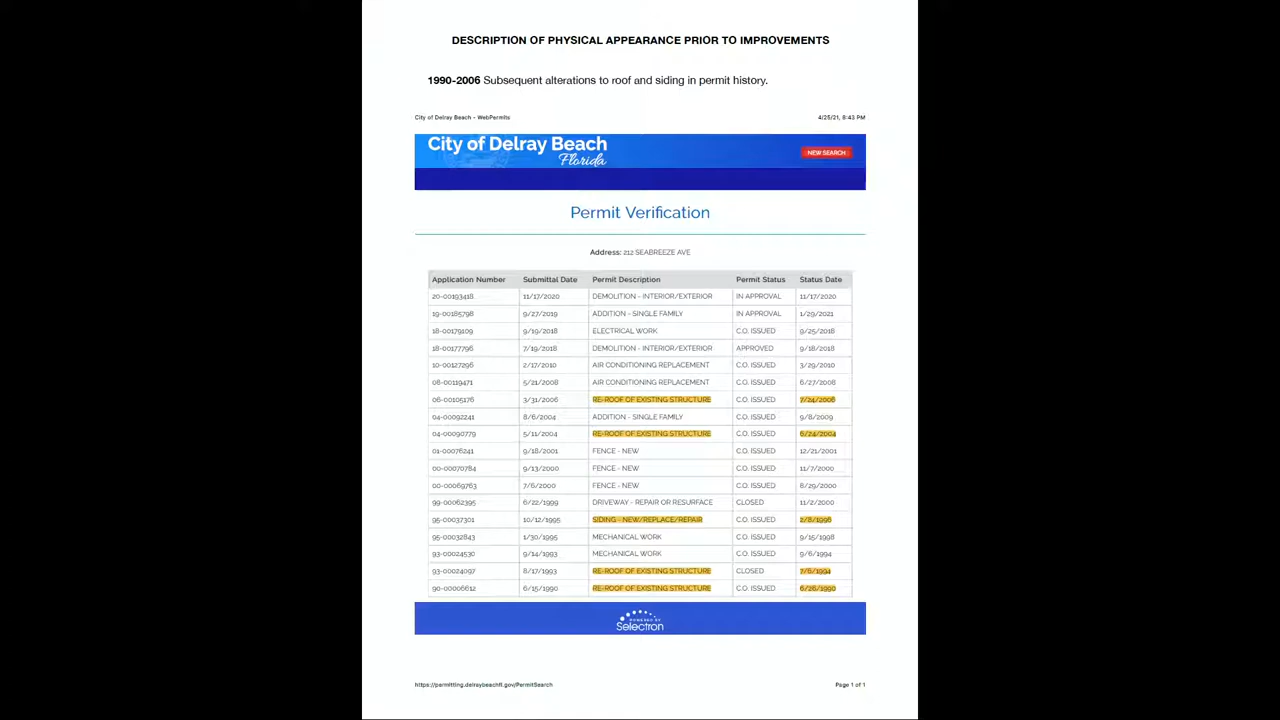 DESCRIPTION OF PHYSICAL APPEARANCE PRIOR TO IMPROVEMENTS
1990-2006 Subsequent alterations to roof and siding in permit history.
City of Delray Beach - WebPermits 4/25/21, 8:43 PM
City of Delray Beach
Florida
NEW SEARCH
Permit Verification
Address: 212 SEABREEZE AVE
Application Number Submittal Date Permit Description Permit Status Status Date
20-00193418 11/17/2020 DEMOLITION - INTERIOR/EXTERIOR IN APPROVAL 11/17/2020
19-00185798 9/27/2019 ADDITION - SINGLE FAMILY IN APPROVAL 1/29/2021
18-00179109 9/19/2018 ELECTRICAL WORK C.O. ISSUED 9/25/2018
18-00177796 7/19/2018 DEMOLITION - INTERIOR/EXTERIOR APPROVED 9/18/2018
10-00127296 2/17/2010 AIR CONDITIONING REPLACEMENT C.O. ISSUED 3/29/2010
08-00119471 5/21/2008 AIR CONDITIONING REPLACEMENT C.O. ISSUED 6/27/2008
06-00105176 3/31/2006 RE-ROOF OF EXISTING STRUCTURE C.O. ISSUED 7/24/2006
04-00092241 8/6/2004 ADDITION - SINGLE FAMILY C.O. ISSUED 9/8/2009
04-00090779 5/11/2004 RE-ROOF OF EXISTING STRUCTURE C.O. ISSUED 6/24/2004
01-00076241 9/18/2001 FENCE - NEW C.O. ISSUED 12/21/2001
00-00070784 9/13/2000 FENCE - NEW C.O. ISSUED 11/7/2000
00-00069763 7/6/2000 FENCE - NEW C.O. ISSUED 8/29/2000
99-00062395 6/22/1999 DRIVEWAY - REPAIR OR RESURFACE CLOSED 11/2/2000
95-00037301 10/12/1995 SIDING - NEW/REPLACE/REPAIR C.O. ISSUED 2/8/1996
95-00032843 1/30/1995 MECHANICAL WORK C.O. ISSUED 9/15/1998
93-00024530 9/14/1993 MECHANICAL WORK C.O. ISSUED 9/6/1994
93-00024097 8/17/1993 RE-ROOF OF EXISTING STRUCTURE CLOSED 7/6/1994
90-00006612 6/15/1990 RE-ROOF OF EXISTING STRUCTURE C.O. ISSUED 6/26/1990
POWERED BY
Selectron
https://permitting.delraybeachfl.gov/PermitSearch Page 1 of 1